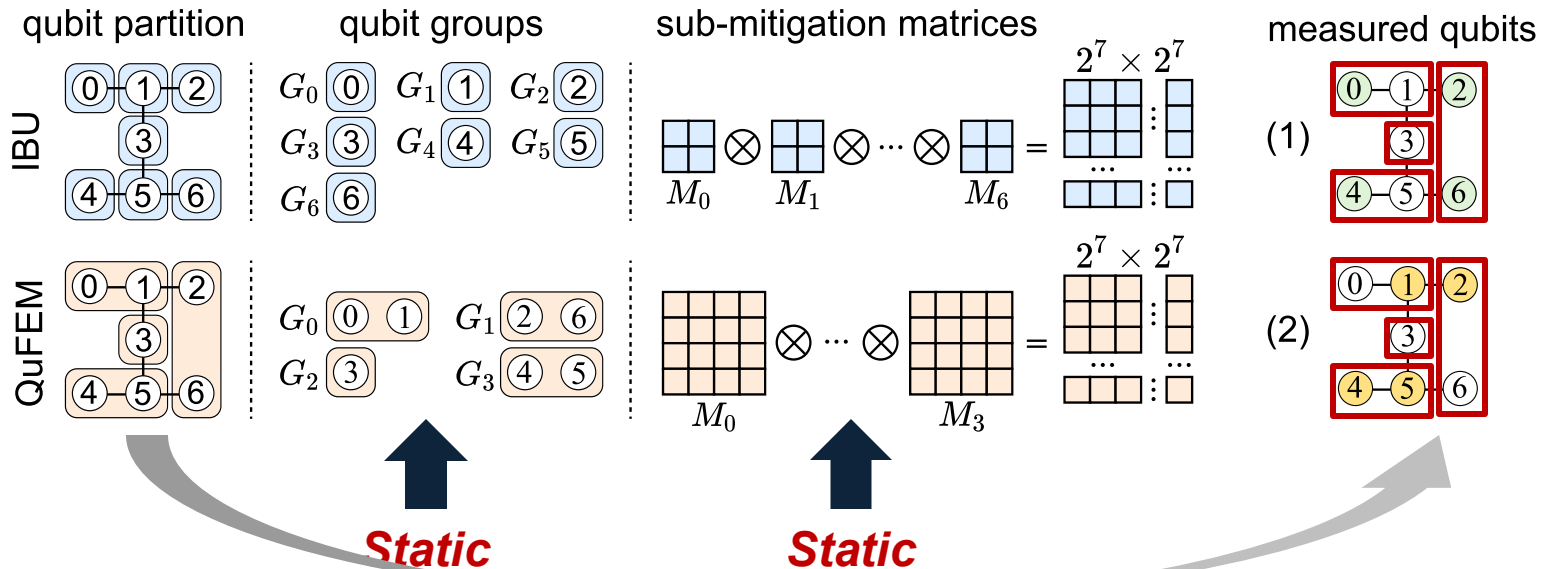 qubit partition
qubit groups
sub-mitigation matrices
measured qubits
IBU
0 1 2
3
4 5 6
G0 0 G1 1 G2 2
G3 3 G4 4 G5 5
G6 6
M0 ⊗ M1 ⊗ ... ⊗ M6 =
2^7 × 2^7
... ⋮ ...
⋮
(1)
0 1 2
3
4 5 6
QuFEM
0 1 2
3
4 5 6
G0 0 1 G1 2 6
G2 3 G3 4 5
M0 ⊗ ... ⊗ M3 =
2^7 × 2^7
... ⋮ ...
⋮
(2)
0 1 2
3
4 5 6
Static
Static